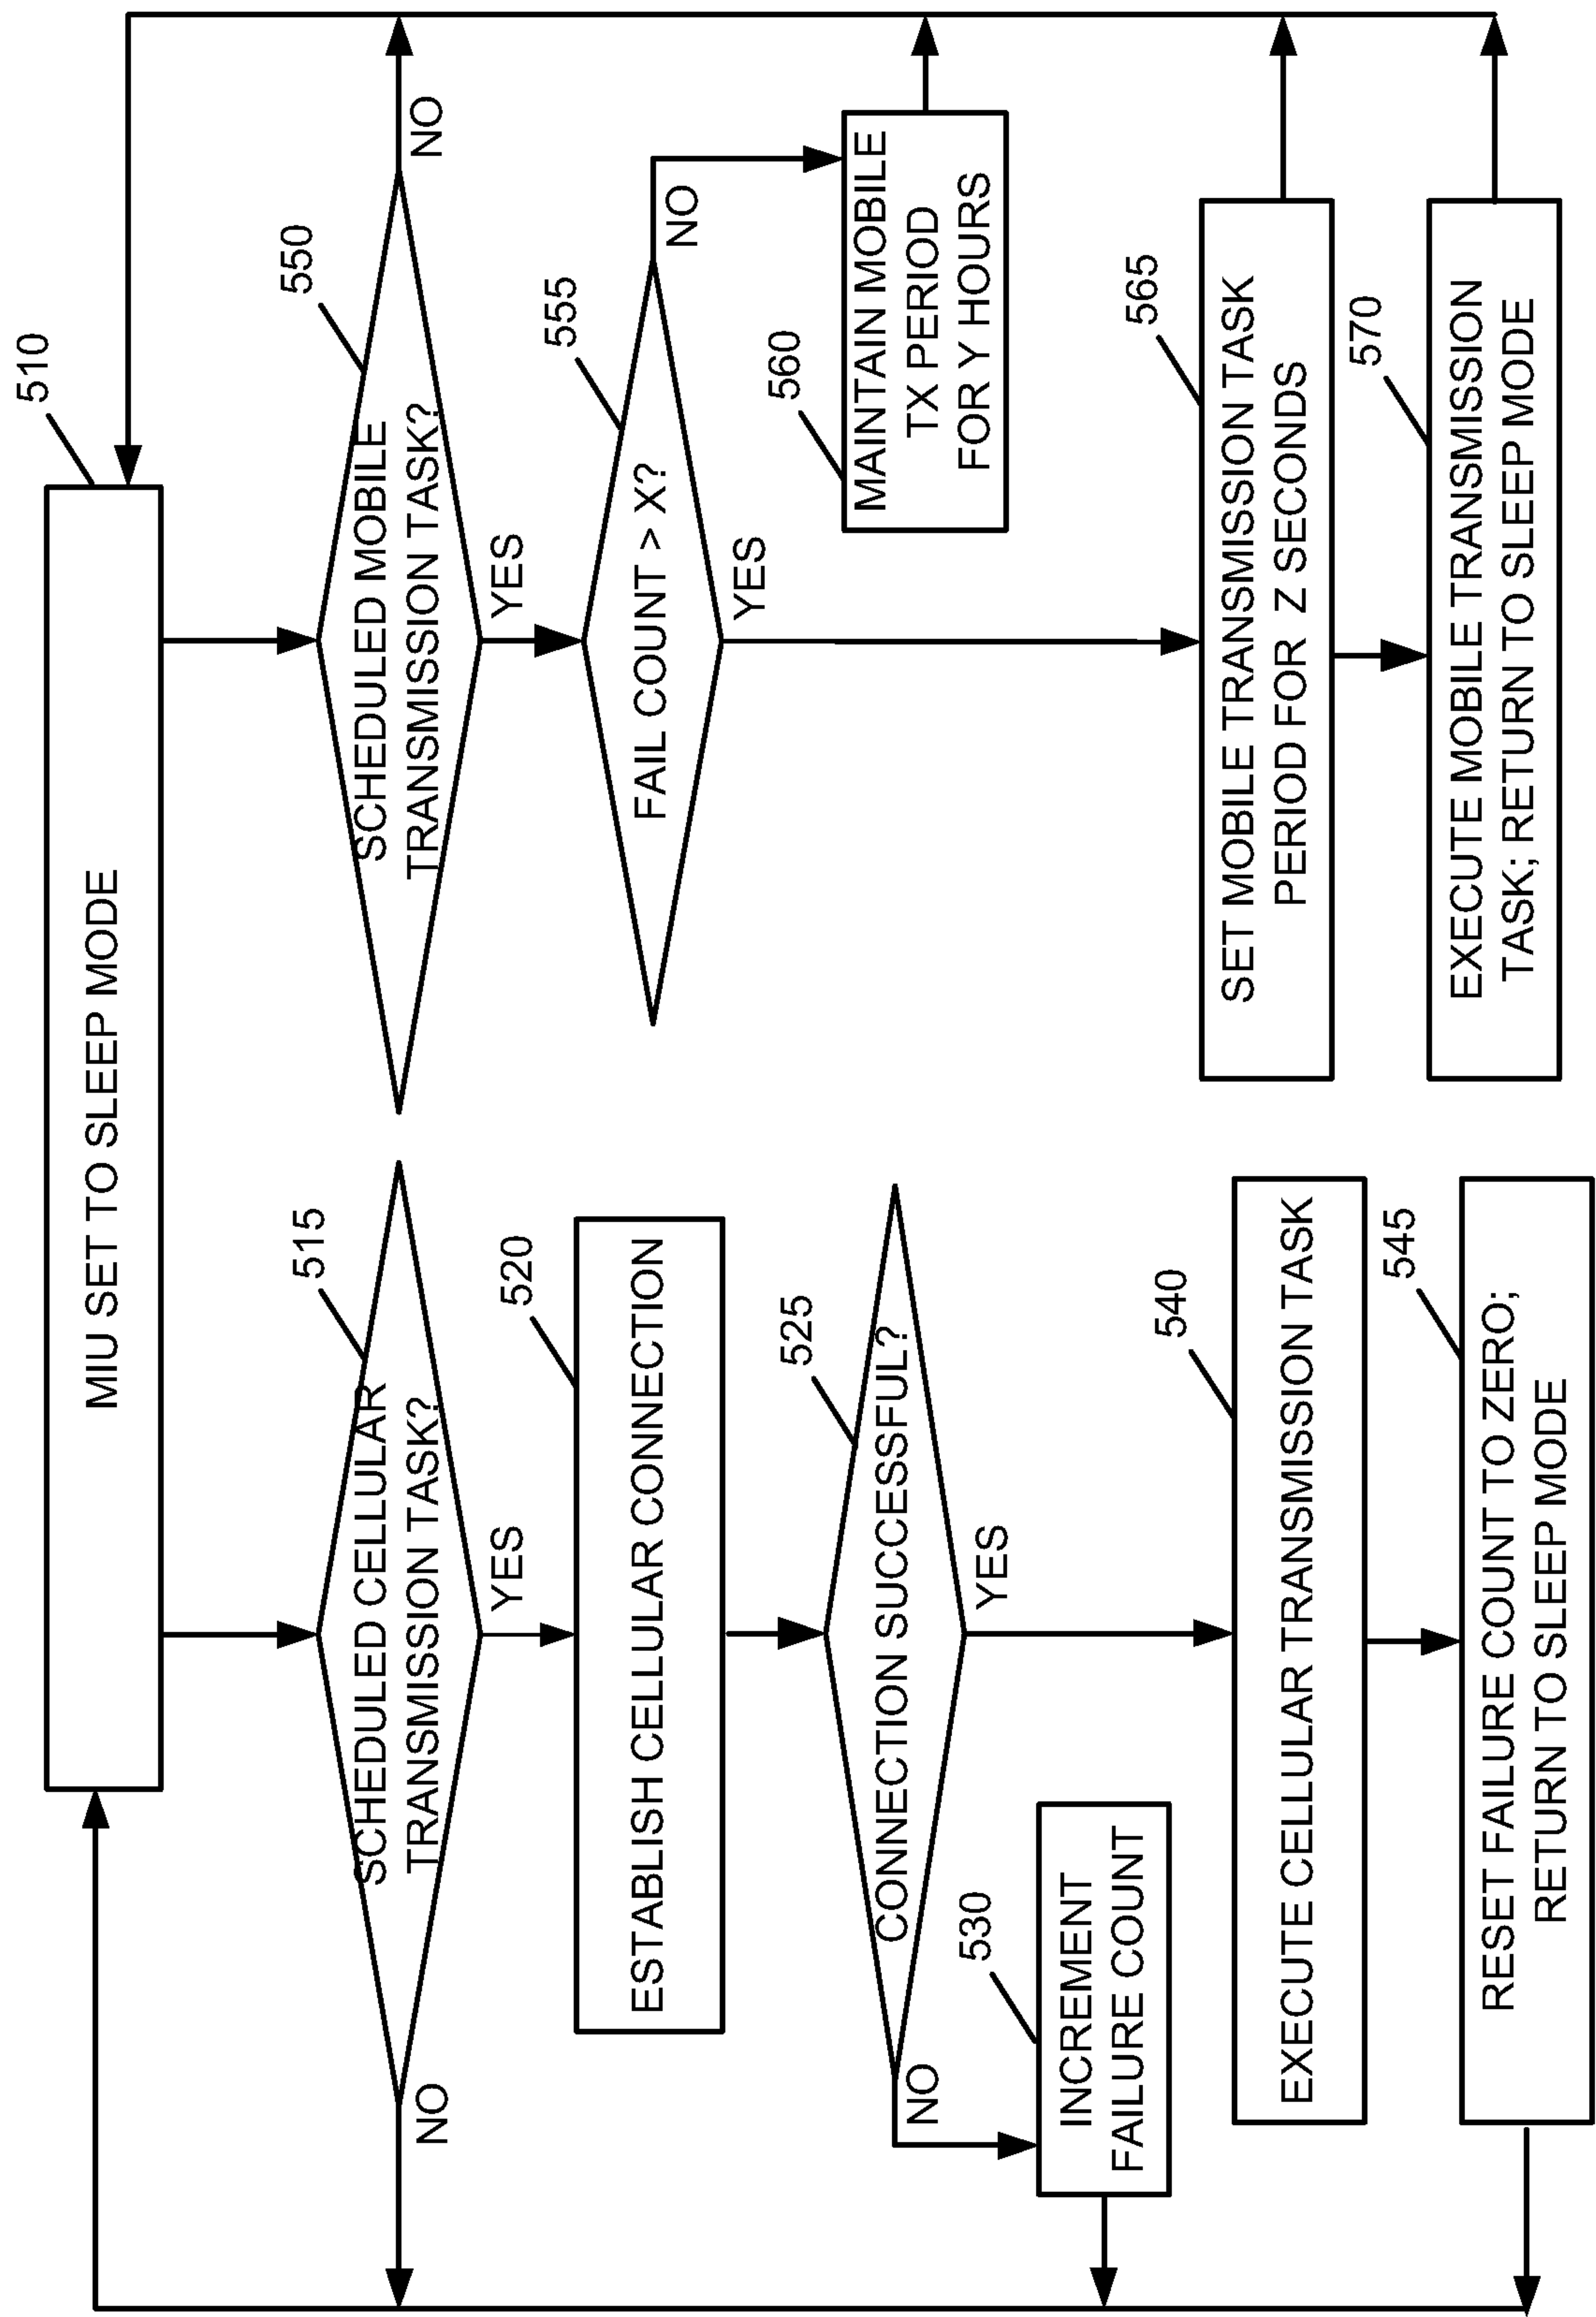 510
MIU SET TO SLEEP MODE
515
SCHEDULED CELLULAR
TRANSMISSION TASK?
NO
YES
520
ESTABLISH CELLULAR CONNECTION
525
CONNECTION SUCCESSFUL?
NO
YES
530
INCREMENT
FAILURE COUNT
540
EXECUTE CELLULAR TRANSMISSION TASK
545
RESET FAILURE COUNT TO ZERO;
RETURN TO SLEEP MODE
550
SCHEDULED MOBILE
TRANSMISSION TASK?
NO
YES
555
FAIL COUNT > X?
NO
YES
560
MAINTAIN MOBILE
TX PERIOD
FOR Y HOURS
565
SET MOBILE TRANSMISSION TASK
PERIOD FOR Z SECONDS
570
EXECUTE MOBILE TRANSMISSION
TASK; RETURN TO SLEEP MODE